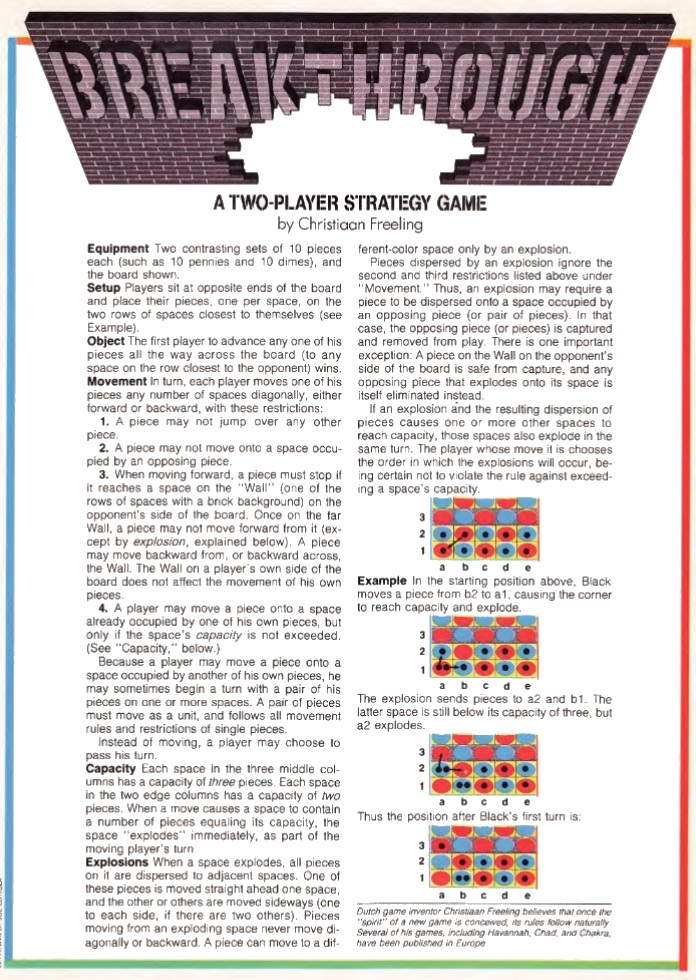 BREAKTHROUGH
A TWO-PLAYER STRATEGY GAME
by Christiaan Freeling
Equipment Two contrasting sets of 10 pieces
each (such as 10 pennies and 10 dimes), and
the board shown.
Setup Players sit at opposite ends of the board
and place their pieces, one per space, on the
two rows of spaces closest to themselves (see
Example).
Object The first player to advance any one of his
pieces all the way across the board (to any
space on the row closest to the opponent) wins.
Movement In turn, each player moves one of his
pieces any number of spaces diagonally, either
forward or backward, with these restrictions:
1. A piece may not jump over any other
piece.
2. A piece may not move onto a space occu-
pied by an opposing piece.
3. When moving forward, a piece must stop if
it reaches a space on the "Wall" (one of the
rows of spaces with a brick background) on the
opponent's side of the board. Once on the far
Wall, a piece may not move forward from it (ex-
cept by explosion, explained below). A piece
may move backward from, or backward across,
the Wall. The Wall on a player's own side of the
board does not affect the movement of his own
pieces.
4. A player may move a piece onto a space
already occupied by one of his own pieces, but
only if the space's capacity is not exceeded.
(See "Capacity," below.)
Because a player may move a piece onto a
space occupied by another of his own pieces, he
may sometimes begin a turn with a pair of his
pieces on one or more spaces. A pair of pieces
must move as a unit, and follows all movement
rules and restrictions of single pieces.
Instead of moving, a player may choose to
pass his turn.
Capacity Each space in the three middle col-
umns has a capacity of three pieces. Each space
in the two edge columns has a capacity of two
pieces. When a move causes a space to contain
a number of pieces equaling its capacity, the
space "explodes" immediately, as part of the
moving player's turn.
Explosions When a space explodes, all pieces
on it are dispersed to adjacent spaces. One of
these pieces is moved straight ahead one space,
and the other or others are moved sideways (one
to each side, if there are two others). Pieces
moving from an exploding space never move di-
agonally or backward. A piece can move to a dif-
ferent-color space only by an explosion.
Pieces dispersed by an explosion ignore the
second and third restrictions listed above under
"Movement." Thus, an explosion may require a
piece to be dispersed onto a space occupied by
an opposing piece (or pair of pieces). In that
case, the opposing piece (or pieces) is captured
and removed from play. There is one important
exception: A piece on the Wall on the opponent's
side of the board is safe from capture, and any
opposing piece that explodes onto its space is
itself eliminated instead.
If an explosion and the resulting dispersion of
pieces causes one or more other spaces to
reach capacity, those spaces also explode in the
same turn. The player whose move it is chooses
the order in which the explosions will occur, be-
ing certain not to violate the rule against exceed-
ing a space's capacity.
3
2
1
a b c d e
Example In the starting position above, Black
moves a piece from b2 to a1, causing the corner
to reach capacity and explode.
3
2
1
a b c d e
The explosion sends pieces to a2 and b1. The
latter space is still below its capacity of three, but
a2 explodes.
3
2
1
a b c d e
Thus the position after Black's first turn is:
3
2
1
a b c d e
Dutch game inventor Christiaan Freeling believes that once the
"spirit" of a new game is conceived, its rules follow naturally.
Several of his games, including Havannah, Chad, and Chakra,
have been published in Europe